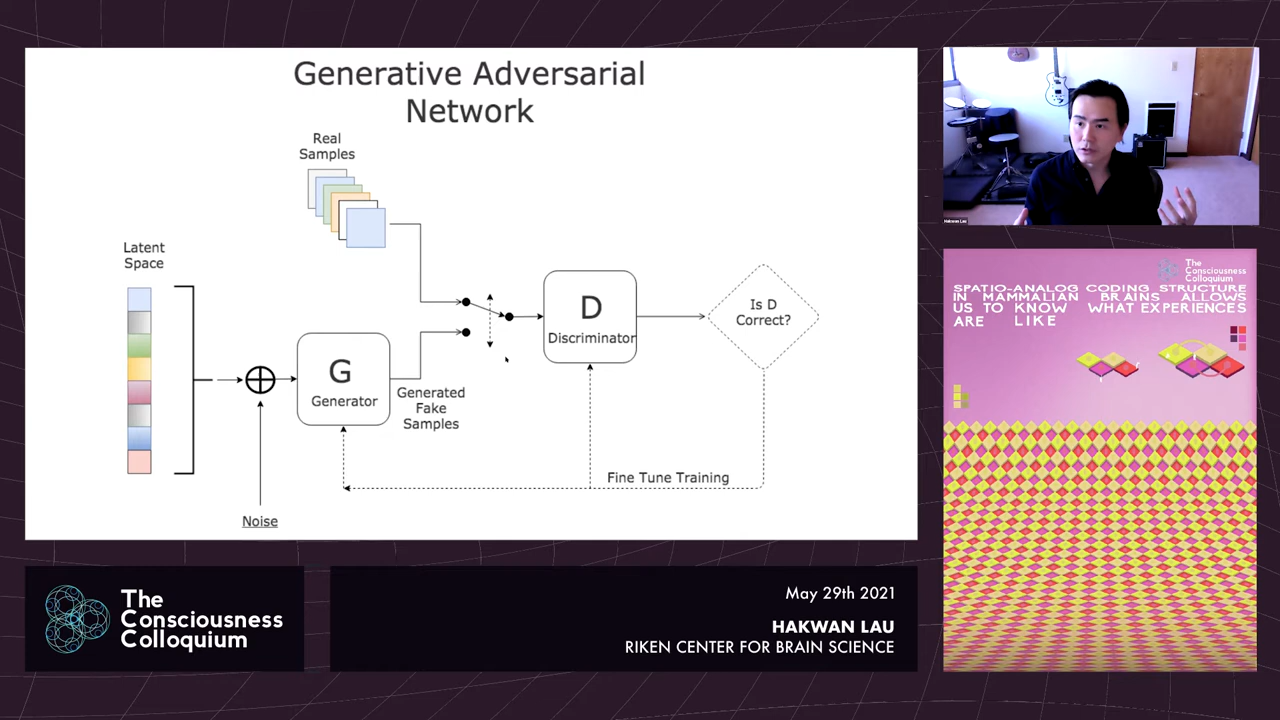 Generative Adversarial
Network
Real
Samples
Latent
Space
D
Discriminator
Is D
Correct?
G
Generator
Generated
Fake
Samples
Fine Tune Training
Noise
Hakwan Lau
The
Consciousness
Colloquium
SPATIO-ANALOG CODING STRUCTURE
IN MAMMALIAN BRAINS ALLOWS
US TO KNOW WHAT EXPERIENCES
ARE LIKE
The
Consciousness
Colloquium
May 29th 2021
HAKWAN LAU
RIKEN CENTER FOR BRAIN SCIENCE